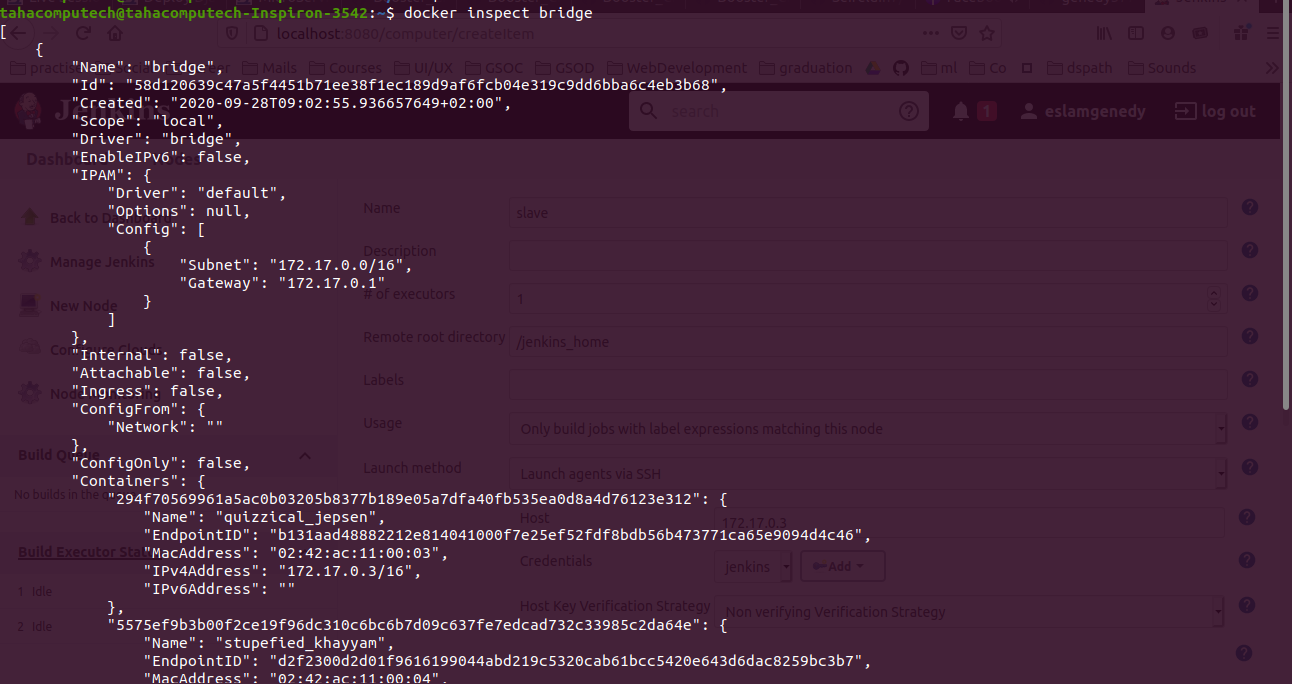 tahacomputech@tahacomputech-Inspiron-3542:~$ docker inspect bridge
[
    {
        "Name": "bridge",
        "Id": "58d120639c47a5f4451b71ee38f1ec189d9af6fcb04e319c9dd6bba6c4eb3b68",
        "Created": "2020-09-28T09:02:55.936657649+02:00",
        "Scope": "local",
        "Driver": "bridge",
        "EnableIPv6": false,
        "IPAM": {
            "Driver": "default",
            "Options": null,
            "Config": [
                {
                    "Subnet": "172.17.0.0/16",
                    "Gateway": "172.17.0.1"
                }
            ]
        },
        "Internal": false,
        "Attachable": false,
        "Ingress": false,
        "ConfigFrom": {
            "Network": ""
        },
        "ConfigOnly": false,
        "Containers": {
            "294f70569961a5ac0b03205b8377b189e05a7dfa40fb535ea0d8a4d76123e312": {
                "Name": "quizzical_jepsen",
                "EndpointID": "b131aad48882212e814041000f7e25ef52fdf8bdb56b473771ca65e9094d4c46",
                "MacAddress": "02:42:ac:11:00:03",
                "IPv4Address": "172.17.0.3/16",
                "IPv6Address": ""
            },
            "5575ef9b3b00f2ce19f96dc310c6bc6b7d09c637fe7edcad732c33985c2da64e": {
                "Name": "stupefied_khayyam",
                "EndpointID": "d2f2300d2d01f9616199044abd219c5320cab61bcc5420e643d6dac8259bc3b7",
                "MacAddress": "02:42:ac:11:00:04",
localhost:8080/computer/createItem
Mails Courses UI/UX GSOC GSOD WebDevelopment graduation ml Co dspath Sounds
Jenkins search 1 eslamgenedy log out
Back to Dashboard
Manage Jenkins
New Node
Build Queue
No builds in the queue
Build Executor Status
1 Idle
2 Idle
Name slave
Description
# of executors 1
Remote root directory /jenkins_home
Labels
Usage Only build jobs with label expressions matching this node
Launch method Launch agents via SSH
Host 172.17.0.3
Credentials jenkins Add
Host Key Verification Strategy Non verifying Verification Strategy